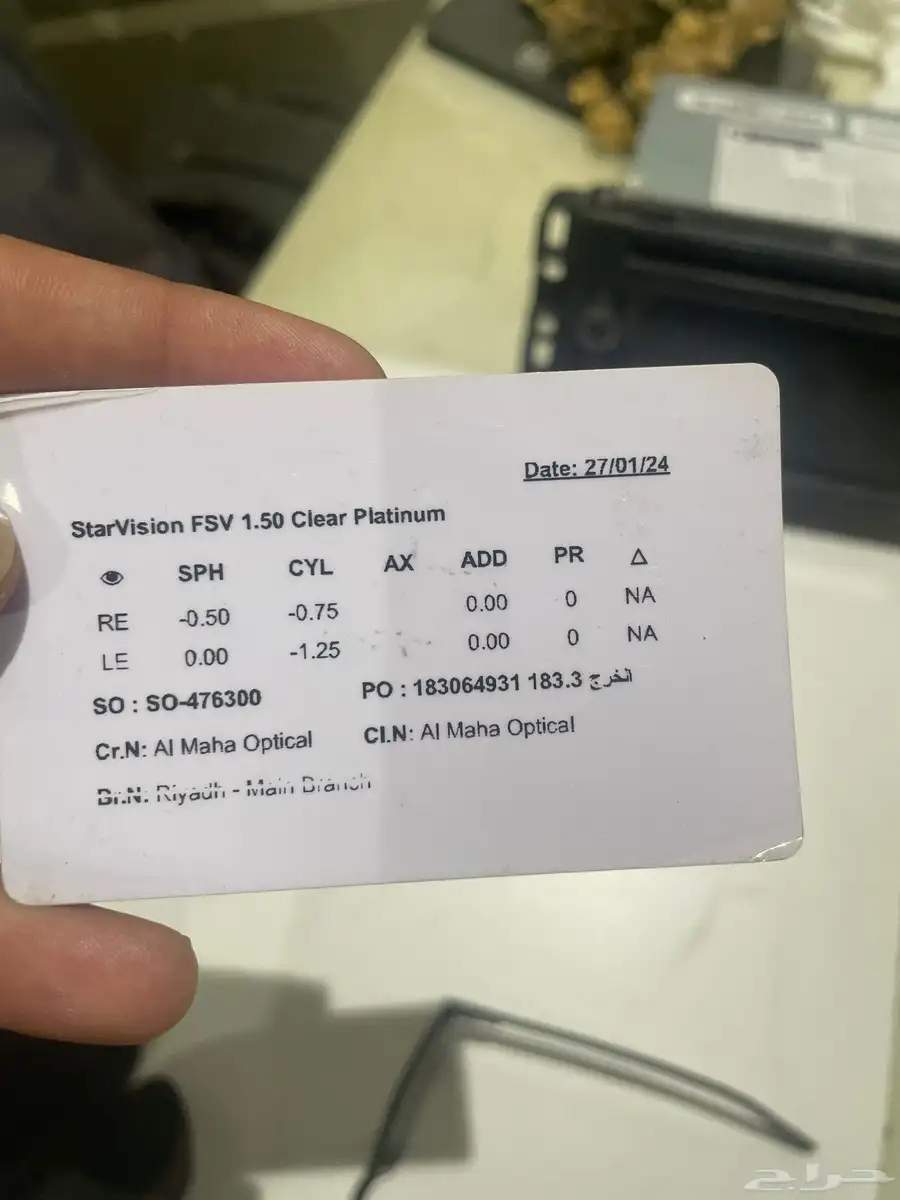 Date: 27/01/24
StarVision FSV 1.50 Clear Platinum
SPH CYL AX ADD PR Δ
RE -0.50 -0.75 0.00 0 NA
LE 0.00 -1.25 0.00 0 NA
SO : SO-476300 PO : 183064931 183.3 الخرج
Cr.N: Al Maha Optical Cl.N: Al Maha Optical
Br.N: Riyadh - Main Branch
حراج